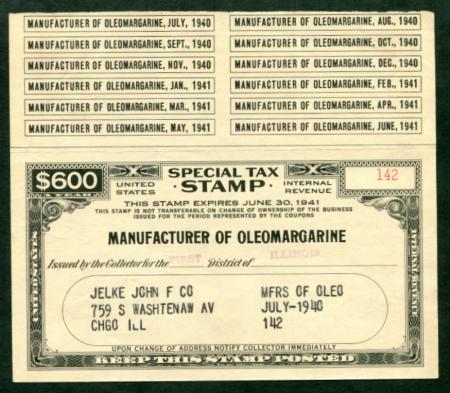 MANUFACTURER OF OLEOMARGARINE, JULY, 1940
MANUFACTURER OF OLEOMARGARINE, AUG., 1940
MANUFACTURER OF OLEOMARGARINE, SEPT., 1940
MANUFACTURER OF OLEOMARGARINE, OCT., 1940
MANUFACTURER OF OLEOMARGARINE, NOV., 1940
MANUFACTURER OF OLEOMARGARINE, DEC., 1940
MANUFACTURER OF OLEOMARGARINE, JAN., 1941
MANUFACTURER OF OLEOMARGARINE, FEB., 1941
MANUFACTURER OF OLEOMARGARINE, MAR., 1941
MANUFACTURER OF OLEOMARGARINE, APR., 1941
MANUFACTURER OF OLEOMARGARINE, MAY, 1941
MANUFACTURER OF OLEOMARGARINE, JUNE, 1941
$600
A YEAR
UNITED STATES
SPECIAL TAX
STAMP
INTERNAL REVENUE
142
THIS STAMP EXPIRES JUNE 30, 1941
THIS STAMP IS NOT TRANSFERABLE ON CHANGE OF OWNERSHIP OF THE BUSINESS
ISSUED FOR THE PERIOD REPRESENTED BY THE COUPONS
MANUFACTURER OF OLEOMARGARINE
Issued by the Collector for the FIRST District of ILLINOIS
JELKE JOHN F CO MFRS OF OLEO
759 S WASHTENAW AV JULY-1940
CHGO ILL 142
UPON CHANGE OF ADDRESS NOTIFY COLLECTOR IMMEDIATELY
KEEP THIS STAMP POSTED
UNITED STATES
INTERNAL REVENUE